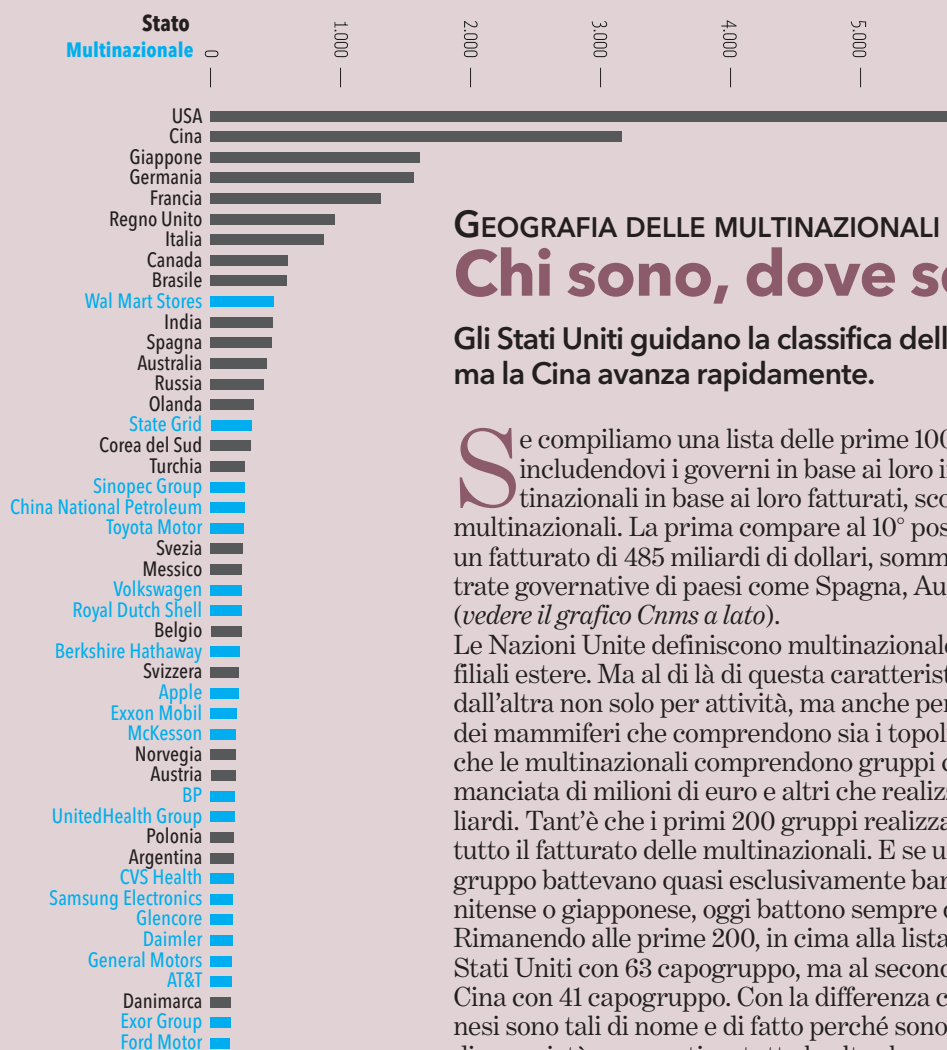 Stato
Multinazionale
0
1.000
2.000
3.000
4.000
5.000
USA
Cina
Giappone
Germania
Francia
Regno Unito
Italia
Canada
Brasile
Wal Mart Stores
India
Spagna
Australia
Russia
Olanda
State Grid
Corea del Sud
Turchia
Sinopec Group
China National Petroleum
Toyota Motor
Svezia
Messico
Volkswagen
Royal Dutch Shell
Belgio
Berkshire Hathaway
Svizzera
Apple
Exxon Mobil
McKesson
Norvegia
Austria
BP
UnitedHealth Group
Polonia
Argentina
CVS Health
Samsung Electronics
Glencore
Daimler
General Motors
AT&T
Danimarca
Exor Group
Ford Motor
GEOGRAFIA DELLE MULTINAZIONALI
Chi sono, dove s
Gli Stati Uniti guidano la classifica dell
ma la Cina avanza rapidamente.
Se compiliamo una lista delle prime 100
includendovi i governi in base ai loro i
tinazionali in base ai loro fatturati, sco
multinazionali. La prima compare al 10° pos
un fatturato di 485 miliardi di dollari, somm
trate governative di paesi come Spagna, Au
(vedere il grafico Cnms a lato).
Le Nazioni Unite definiscono multinazionale
filiali estere. Ma al di là di questa caratterist
dall'altra non solo per attività, ma anche per
dei mammiferi che comprendono sia i topol
che le multinazionali comprendono gruppi c
manciata di milioni di euro e altri che realizz
liardi. Tant'è che i primi 200 gruppi realizza
tutto il fatturato delle multinazionali. E se u
gruppo battevano quasi esclusivamente ban
nitense o giapponese, oggi battono sempre
Rimanendo alle prime 200, in cima alla lista
Stati Uniti con 63 capogruppo, ma al second
Cina con 41 capogruppo. Con la differenza c
nesi sono tali di nome e di fatto perché sono